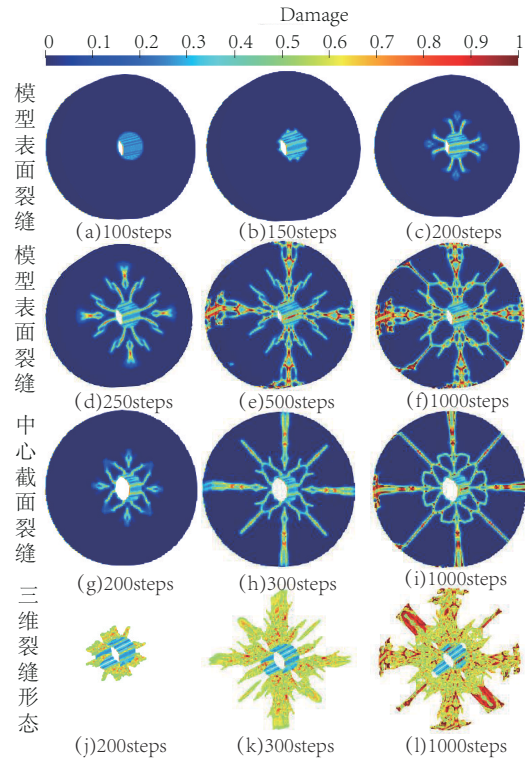 Damage
0 0.1 0.2 0.3 0.4 0.5 0.6 0.7 0.8 0.9 1
模型表面裂缝
(a)100steps (b)150steps (c)200steps
模型表面裂缝
(d)250steps (e)500steps (f)1000steps
中心截面裂缝
(g)200steps (h)300steps (i)1000steps
三维裂缝形态
(j)200steps (k)300steps (l)1000steps